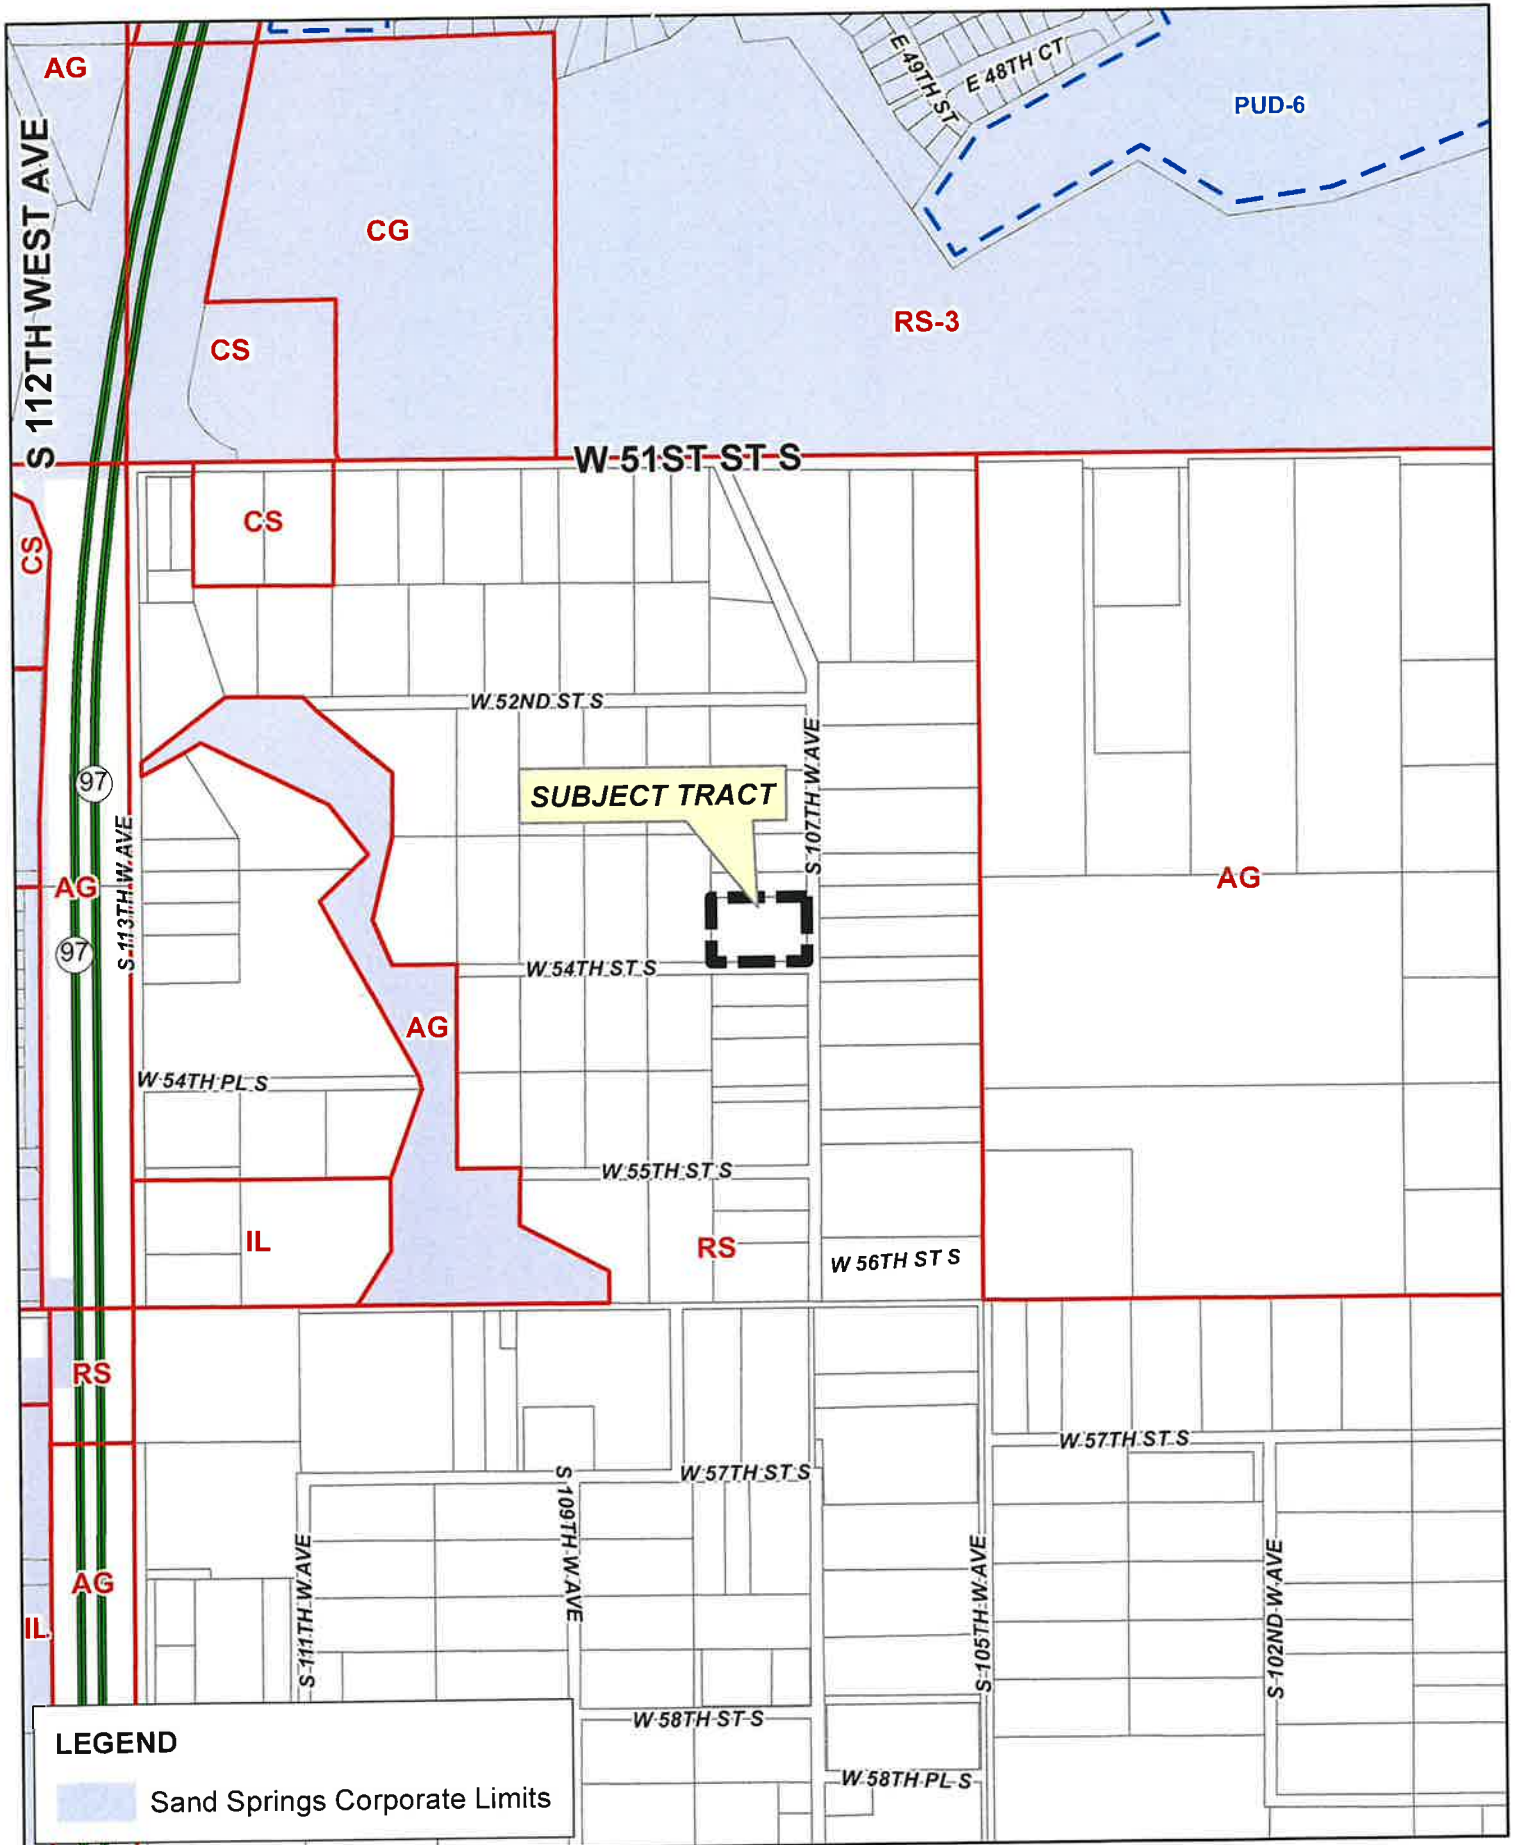 AG
S 112TH WEST AVE
CG
CS
E 49TH ST
E 48TH CT
PUD-6
RS-3
W 51ST ST S
CS
CS
W 52ND ST S
97
SUBJECT TRACT
S 107TH W AVE
S 113TH W AVE
AG
AG
97
W 54TH ST S
AG
W 54TH PL S
W 55TH ST S
IL
RS
W 56TH ST S
RS
W 57TH ST S
W 57TH ST S
S 109TH W AVE
S 111TH W AVE
S 105TH W AVE
S 102ND W AVE
AG
IL
W 58TH ST S
W 58TH PL S
LEGEND
Sand Springs Corporate Limits